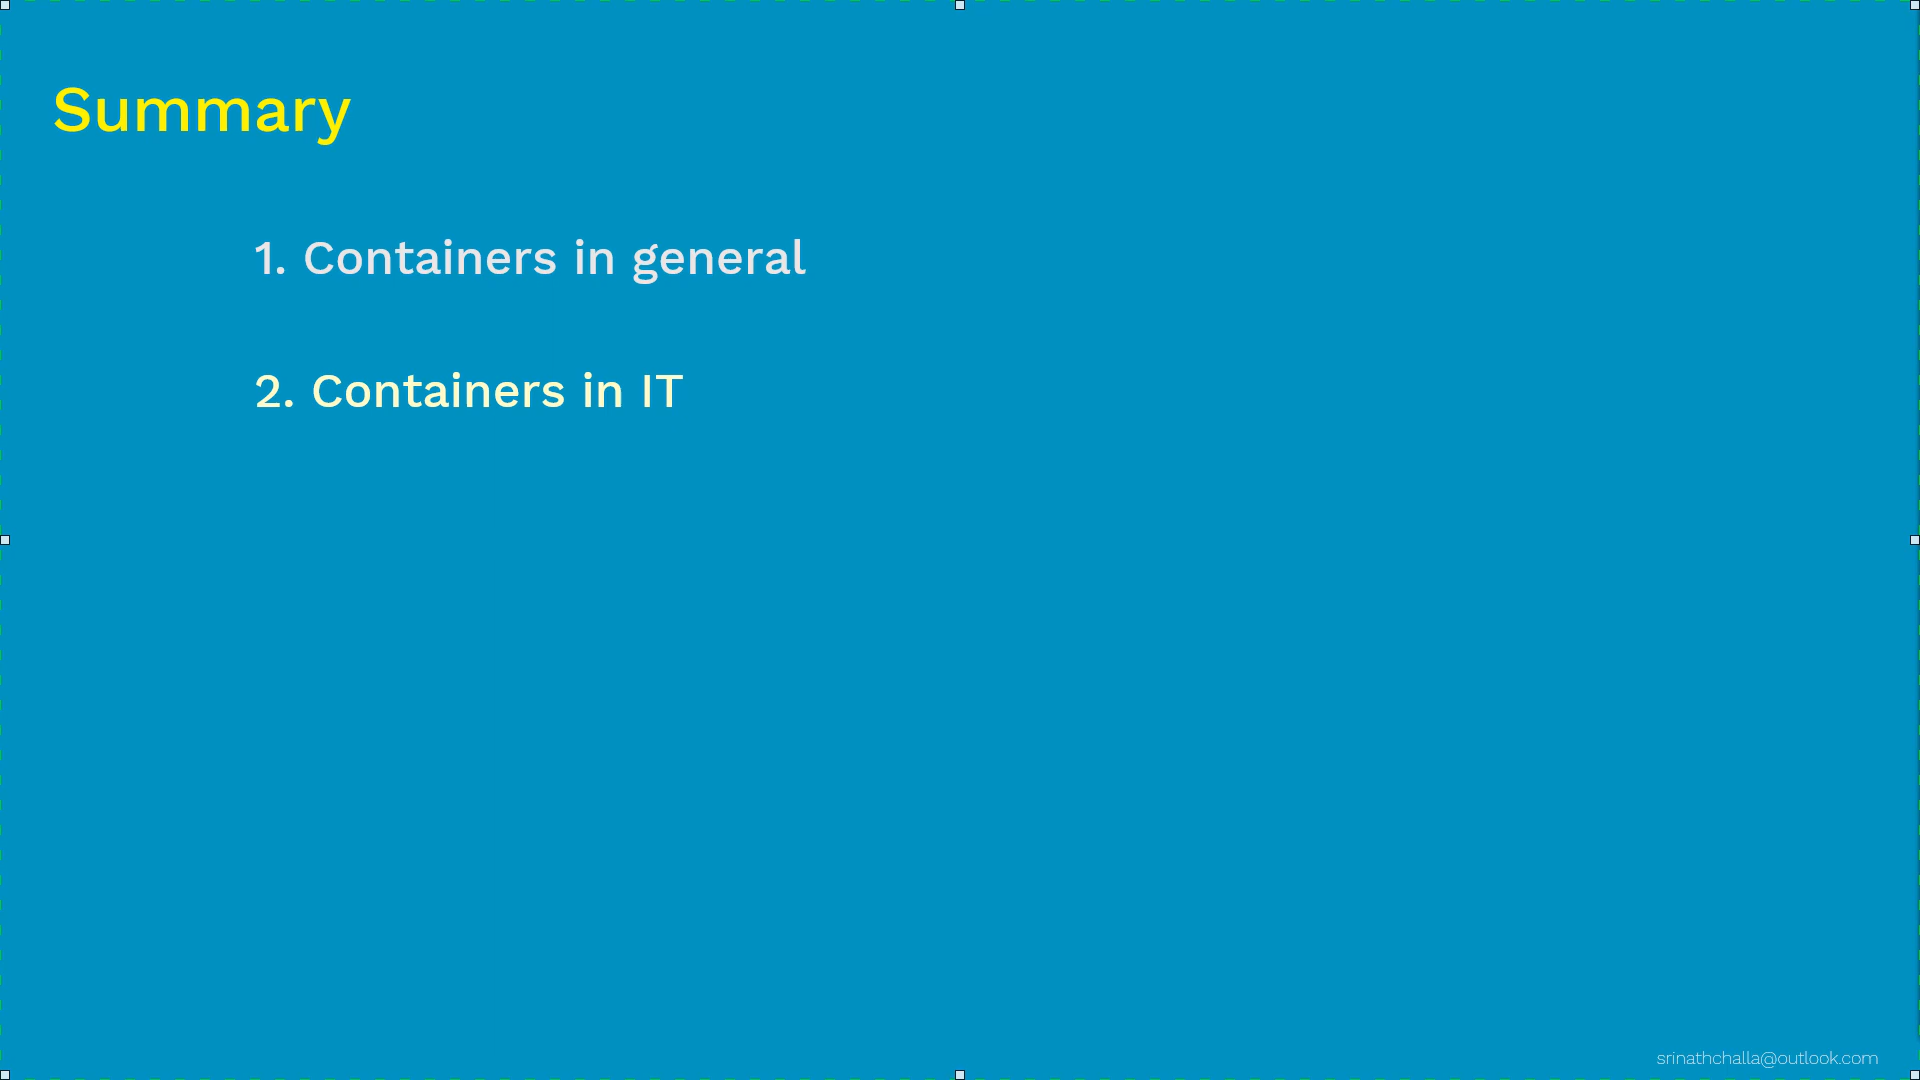 Summary
1. Containers in general
2. Containers in IT
srinathchalla@outlook.com